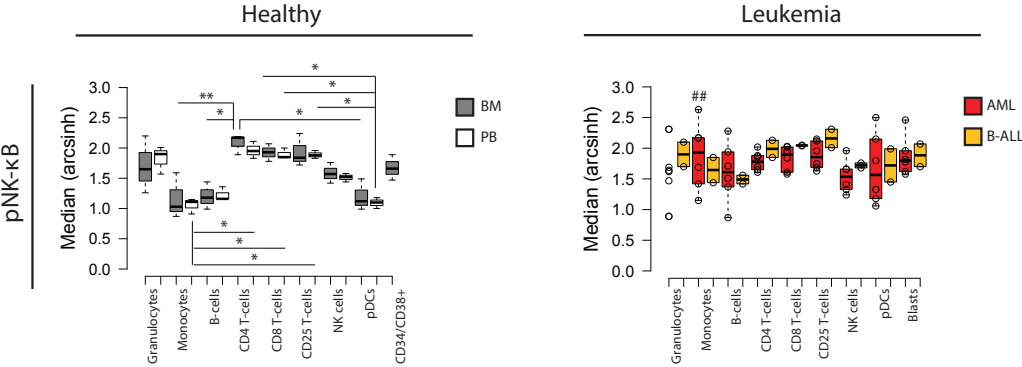 Healthy
Leukemia
pNK-κB
Median (arcsinh)
3.0
2.5
2.0
1.5
1.0
0.5
0.0
**
*
*
*
*
*
*
*
*
BM
PB
Granulocytes
Monocytes
B-cells
CD4 T-cells
CD8 T-cells
CD25 T-cells
NK cells
pDCs
CD34/CD38+
Median (arcsinh)
3.0
2.5
2.0
1.5
1.0
0.5
0.0
##
AML
B-ALL
Granulocytes
Monocytes
B-cells
CD4 T-cells
CD8 T-cells
CD25 T-cells
NK cells
pDCs
Blasts